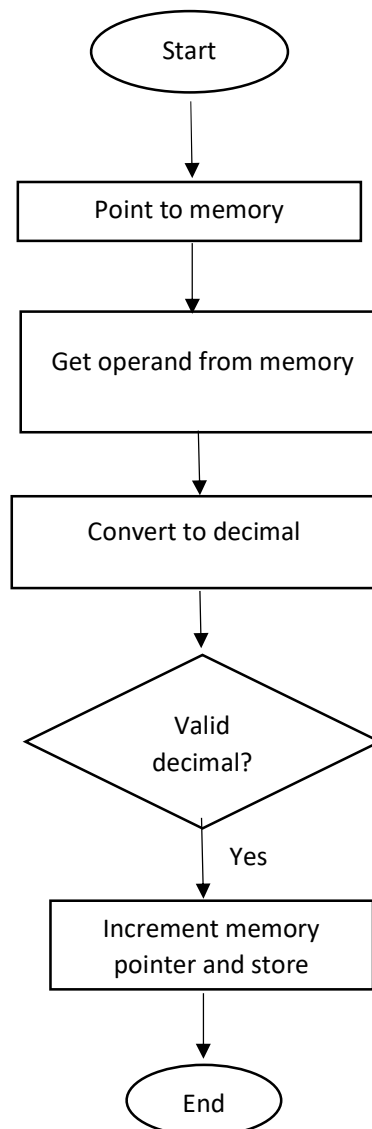 Start
Point to memory
Get operand from memory
Convert to decimal
Valid
decimal?
Yes
Increment memory
pointer and store
End